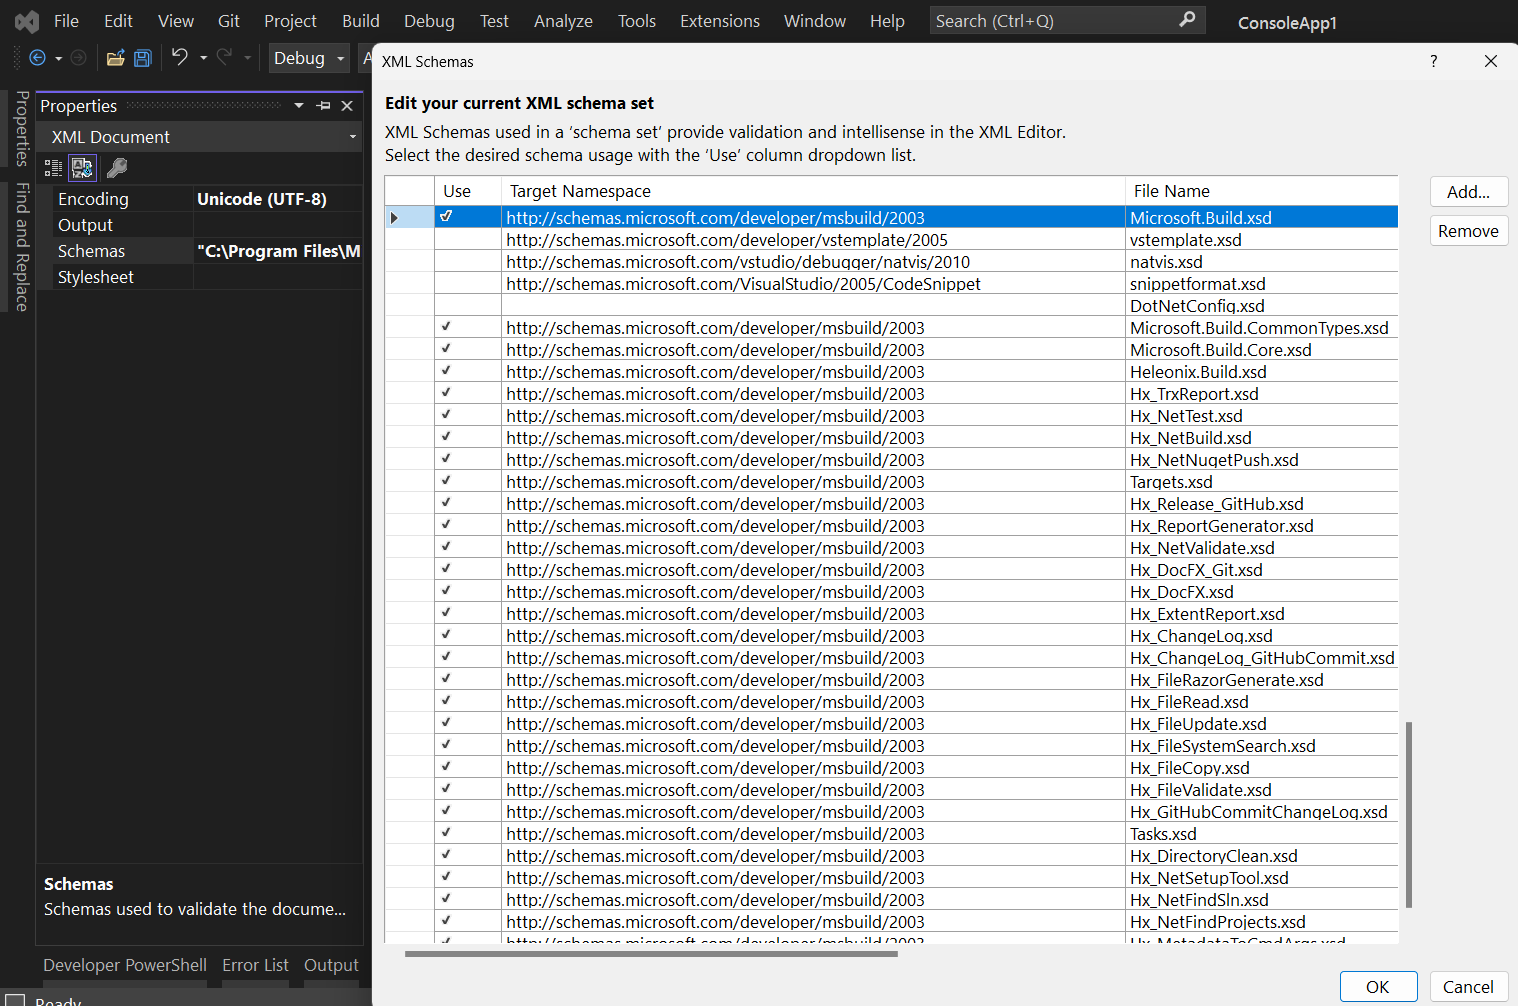 File Edit View Git Project Build Debug Test Analyze Tools Extensions Window Help Search (Ctrl+Q) ConsoleApp1
Debug A
Properties
Find and Replace
Properties
XML Document
Encoding Unicode (UTF-8)
Output
Schemas "C:\Program Files\M
Stylesheet
Schemas
Schemas used to validate the docume...
Developer PowerShell Error List Output
Ready
XML Schemas ?
Edit your current XML schema set
XML Schemas used in a ‘schema set’ provide validation and intellisense in the XML Editor.
Select the desired schema usage with the ‘Use’ column dropdown list.
Use Target Namespace File Name
http://schemas.microsoft.com/developer/msbuild/2003 Microsoft.Build.xsd
http://schemas.microsoft.com/developer/vstemplate/2005 vstemplate.xsd
http://schemas.microsoft.com/vstudio/debugger/natvis/2010 natvis.xsd
http://schemas.microsoft.com/VisualStudio/2005/CodeSnippet snippetformat.xsd
DotNetConfig.xsd
http://schemas.microsoft.com/developer/msbuild/2003 Microsoft.Build.CommonTypes.xsd
http://schemas.microsoft.com/developer/msbuild/2003 Microsoft.Build.Core.xsd
http://schemas.microsoft.com/developer/msbuild/2003 Heleonix.Build.xsd
http://schemas.microsoft.com/developer/msbuild/2003 Hx_TrxReport.xsd
http://schemas.microsoft.com/developer/msbuild/2003 Hx_NetTest.xsd
http://schemas.microsoft.com/developer/msbuild/2003 Hx_NetBuild.xsd
http://schemas.microsoft.com/developer/msbuild/2003 Hx_NetNugetPush.xsd
http://schemas.microsoft.com/developer/msbuild/2003 Targets.xsd
http://schemas.microsoft.com/developer/msbuild/2003 Hx_Release_GitHub.xsd
http://schemas.microsoft.com/developer/msbuild/2003 Hx_ReportGenerator.xsd
http://schemas.microsoft.com/developer/msbuild/2003 Hx_NetValidate.xsd
http://schemas.microsoft.com/developer/msbuild/2003 Hx_DocFX_Git.xsd
http://schemas.microsoft.com/developer/msbuild/2003 Hx_DocFX.xsd
http://schemas.microsoft.com/developer/msbuild/2003 Hx_ExtentReport.xsd
http://schemas.microsoft.com/developer/msbuild/2003 Hx_ChangeLog.xsd
http://schemas.microsoft.com/developer/msbuild/2003 Hx_ChangeLog_GitHubCommit.xsd
http://schemas.microsoft.com/developer/msbuild/2003 Hx_FileRazorGenerate.xsd
http://schemas.microsoft.com/developer/msbuild/2003 Hx_FileRead.xsd
http://schemas.microsoft.com/developer/msbuild/2003 Hx_FileUpdate.xsd
http://schemas.microsoft.com/developer/msbuild/2003 Hx_FileSystemSearch.xsd
http://schemas.microsoft.com/developer/msbuild/2003 Hx_FileCopy.xsd
http://schemas.microsoft.com/developer/msbuild/2003 Hx_FileValidate.xsd
http://schemas.microsoft.com/developer/msbuild/2003 Hx_GitHubCommitChangeLog.xsd
http://schemas.microsoft.com/developer/msbuild/2003 Tasks.xsd
http://schemas.microsoft.com/developer/msbuild/2003 Hx_DirectoryClean.xsd
http://schemas.microsoft.com/developer/msbuild/2003 Hx_NetSetupTool.xsd
http://schemas.microsoft.com/developer/msbuild/2003 Hx_NetFindSln.xsd
http://schemas.microsoft.com/developer/msbuild/2003 Hx_NetFindProjects.xsd
http://schemas.microsoft.com/developer/msbuild/2003 Hx_MetadataToCmdArgs.xsd
Add...
Remove
OK Cancel